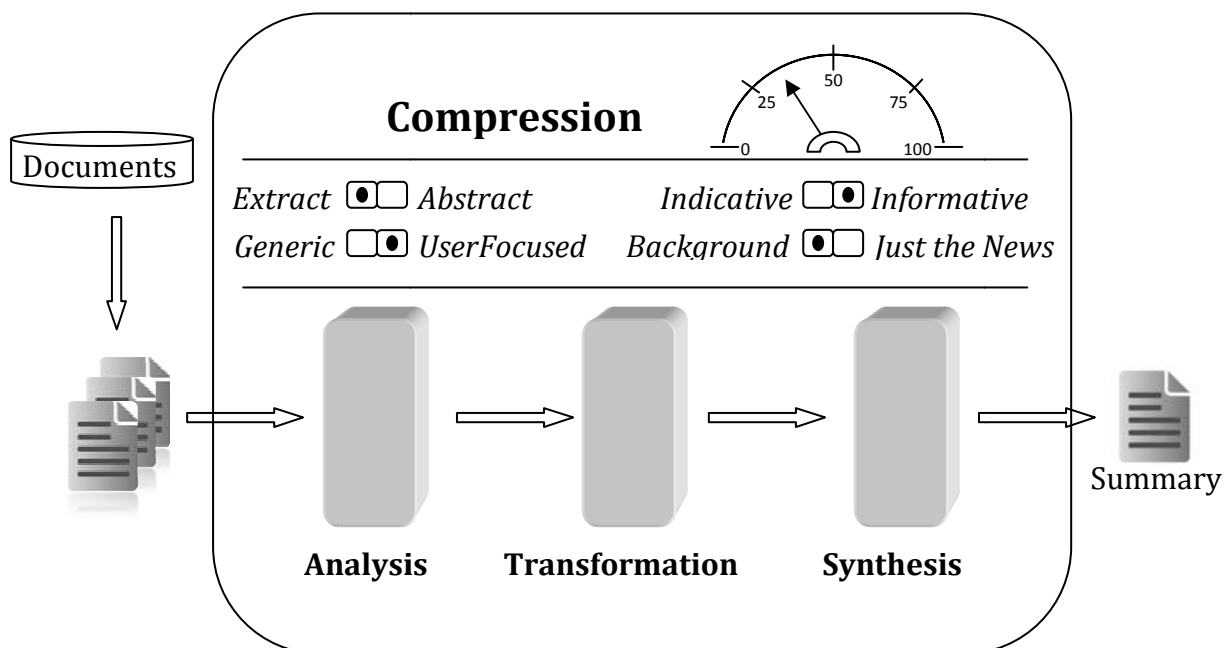 50
25
75
Compression
0
100
Documents
Extract Abstract Indicative Informative
Generic UserFocused Background Just the News
Summary
Analysis Transformation Synthesis